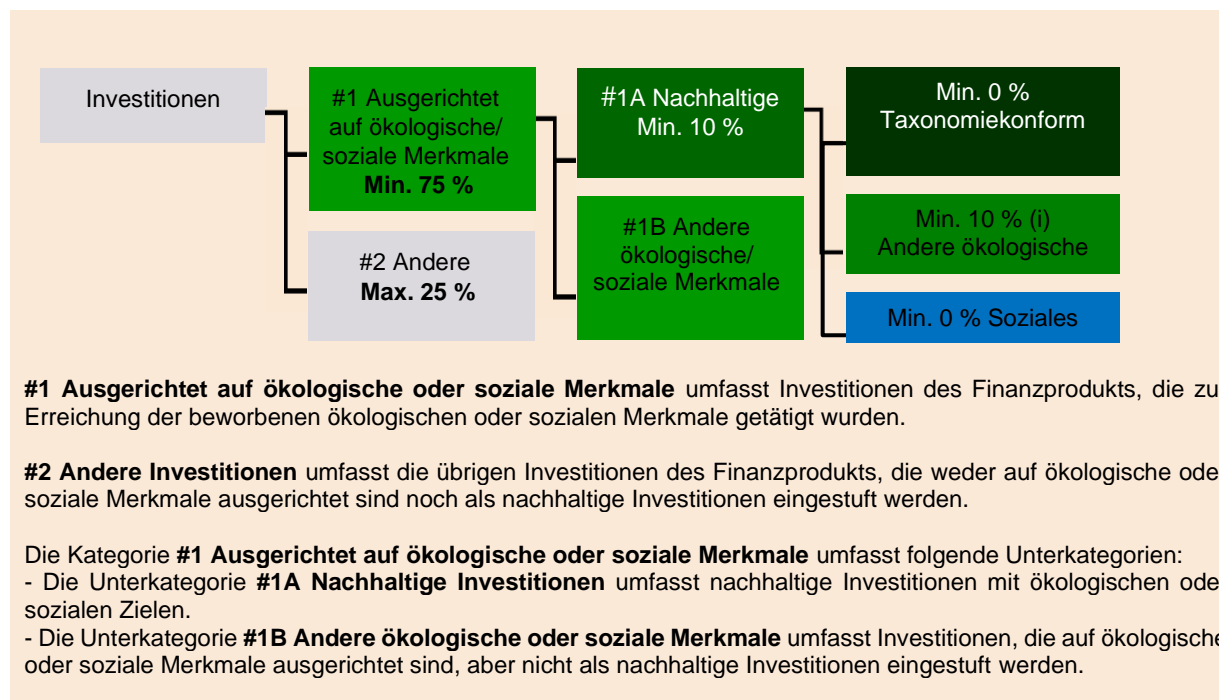 Investitionen
#1 Ausgerichtet
auf ökologische/
soziale Merkmale
Min. 75 %
#2 Andere
Max. 25 %
#1A Nachhaltige
Min. 10 %
#1B Andere
ökologische/
soziale Merkmale
Min. 0 %
Taxonomiekonform
Min. 10 % (i)
Andere ökologische
Min. 0 % Soziales
#1 Ausgerichtet auf ökologische oder soziale Merkmale umfasst Investitionen des Finanzprodukts, die zu
Erreichung der beworbenen ökologischen oder sozialen Merkmale getätigt wurden.
#2 Andere Investitionen umfasst die übrigen Investitionen des Finanzprodukts, die weder auf ökologische ode
soziale Merkmale ausgerichtet sind noch als nachhaltige Investitionen eingestuft werden.
Die Kategorie #1 Ausgerichtet auf ökologische oder soziale Merkmale umfasst folgende Unterkategorien:
- Die Unterkategorie #1A Nachhaltige Investitionen umfasst nachhaltige Investitionen mit ökologischen ode
sozialen Zielen.
- Die Unterkategorie #1B Andere ökologische oder soziale Merkmale umfasst Investitionen, die auf ökologische
oder soziale Merkmale ausgerichtet sind, aber nicht als nachhaltige Investitionen eingestuft werden.